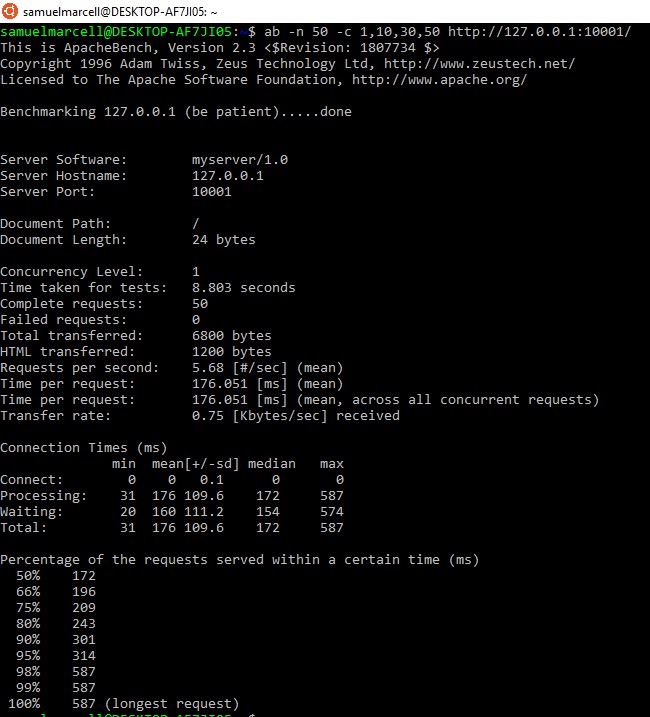 samuelmarcell@DESKTOP-AF7JI05: ~
samuelmarcell@DESKTOP-AF7JI05:~$ ab -n 50 -c 1,10,30,50 http://127.0.0.1:10001/
This is ApacheBench, Version 2.3 <$Revision: 1807734 $>
Copyright 1996 Adam Twiss, Zeus Technology Ltd, http://www.zeustech.net/
Licensed to The Apache Software Foundation, http://www.apache.org/

Benchmarking 127.0.0.1 (be patient).....done


Server Software:        myserver/1.0
Server Hostname:        127.0.0.1
Server Port:            10001

Document Path:          /
Document Length:        24 bytes

Concurrency Level:      1
Time taken for tests:   8.803 seconds
Complete requests:      50
Failed requests:        0
Total transferred:      6800 bytes
HTML transferred:       1200 bytes
Requests per second:    5.68 [#/sec] (mean)
Time per request:       176.051 [ms] (mean)
Time per request:       176.051 [ms] (mean, across all concurrent requests)
Transfer rate:          0.75 [Kbytes/sec] received

Connection Times (ms)
              min  mean[+/-sd] median   max
Connect:        0    0   0.1      0       0
Processing:    31  176 109.6    172     587
Waiting:       20  160 111.2    154     574
Total:         31  176 109.6    172     587

Percentage of the requests served within a certain time (ms)
  50%    172
  66%    196
  75%    209
  80%    243
  90%    301
  95%    314
  98%    587
  99%    587
 100%    587 (longest request)
samuelmarcell@DESKTOP-AF7JI05:~$